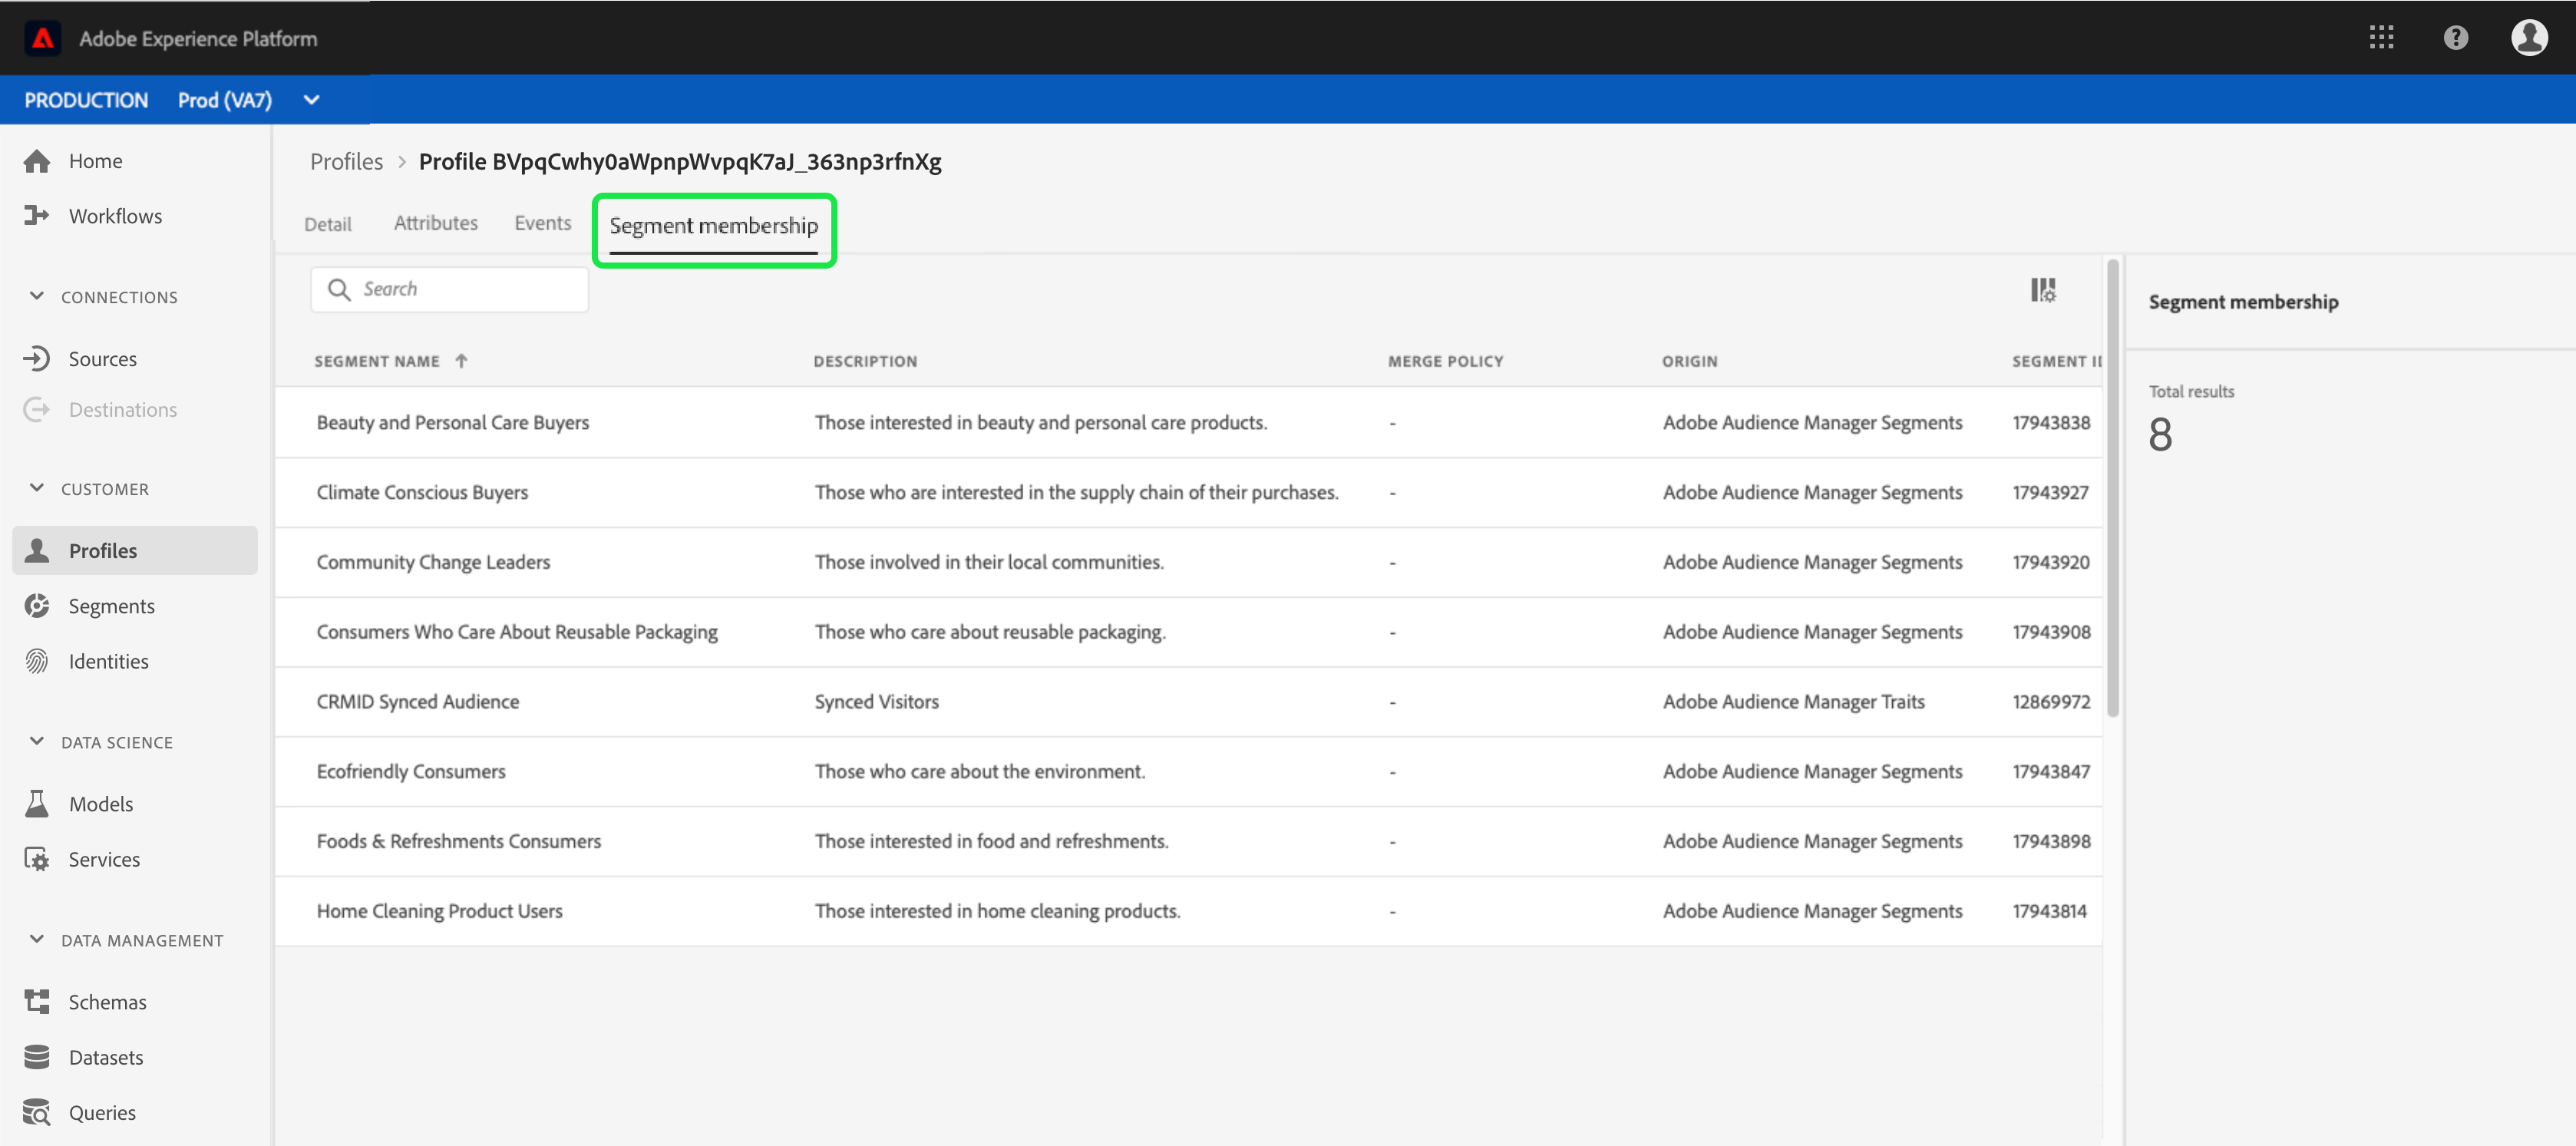 Adobe Experience Platform
PRODUCTION Prod (VA7)
Home
Workflows
CONNECTIONS
Sources
Destinations
CUSTOMER
Profiles
Segments
Identities
DATA SCIENCE
Models
Services
DATA MANAGEMENT
Schemas
Datasets
Queries
Profiles > Profile BVpqCwhy0aWpnpWvpqK7aJ_363np3rfnXg
Detail Attributes Events Segment membership
Search
SEGMENT NAME DESCRIPTION MERGE POLICY ORIGIN SEGMENT ID
Beauty and Personal Care Buyers Those interested in beauty and personal care products. - Adobe Audience Manager Segments 17943838
Climate Conscious Buyers Those who are interested in the supply chain of their purchases. - Adobe Audience Manager Segments 17943927
Community Change Leaders Those involved in their local communities. - Adobe Audience Manager Segments 17943920
Consumers Who Care About Reusable Packaging Those who care about reusable packaging. - Adobe Audience Manager Segments 17943908
CRMID Synced Audience Synced Visitors - Adobe Audience Manager Traits 12869972
Ecofriendly Consumers Those who care about the environment. - Adobe Audience Manager Segments 17943847
Foods & Refreshments Consumers Those interested in food and refreshments. - Adobe Audience Manager Segments 17943898
Home Cleaning Product Users Those interested in home cleaning products. - Adobe Audience Manager Segments 17943814
Segment membership
Total results
8